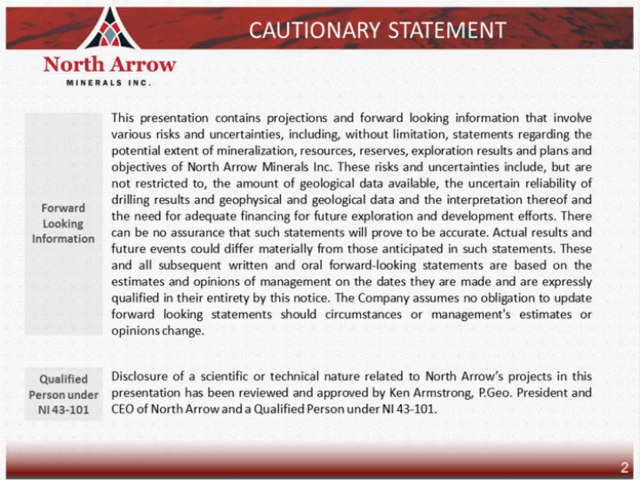 CAUTIONARY STATEMENT
North Arrow
MINERALS INC.
Forward
Looking
Information
This presentation contains projections and forward looking information that involve
various risks and uncertainties, including, without limitation, statements regarding the
potential extent of mineralization, resources, reserves, exploration results and plans and
objectives of North Arrow Minerals Inc. These risks and uncertainties include, but are
not restricted to, the amount of geological data available, the uncertain reliability of
drilling results and geophysical and geological data and the interpretation thereof and
the need for adequate financing for future exploration and development efforts. There
can be no assurance that such statements will prove to be accurate. Actual results and
future events could differ materially from those anticipated in such statements. These
and all subsequent written and oral forward-looking statements are based on the
estimates and opinions of management on the dates they are made and are expressly
qualified in their entirety by this notice. The Company assumes no obligation to update
forward looking statements should circumstances or management's estimates or
opinions change.
Qualified
Person under
NI 43-101
Disclosure of a scientific or technical nature related to North Arrow's projects in this
presentation has been reviewed and approved by Ken Armstrong, P.Geo. President and
CEO of North Arrow and a Qualified Person under NI 43-101.
2